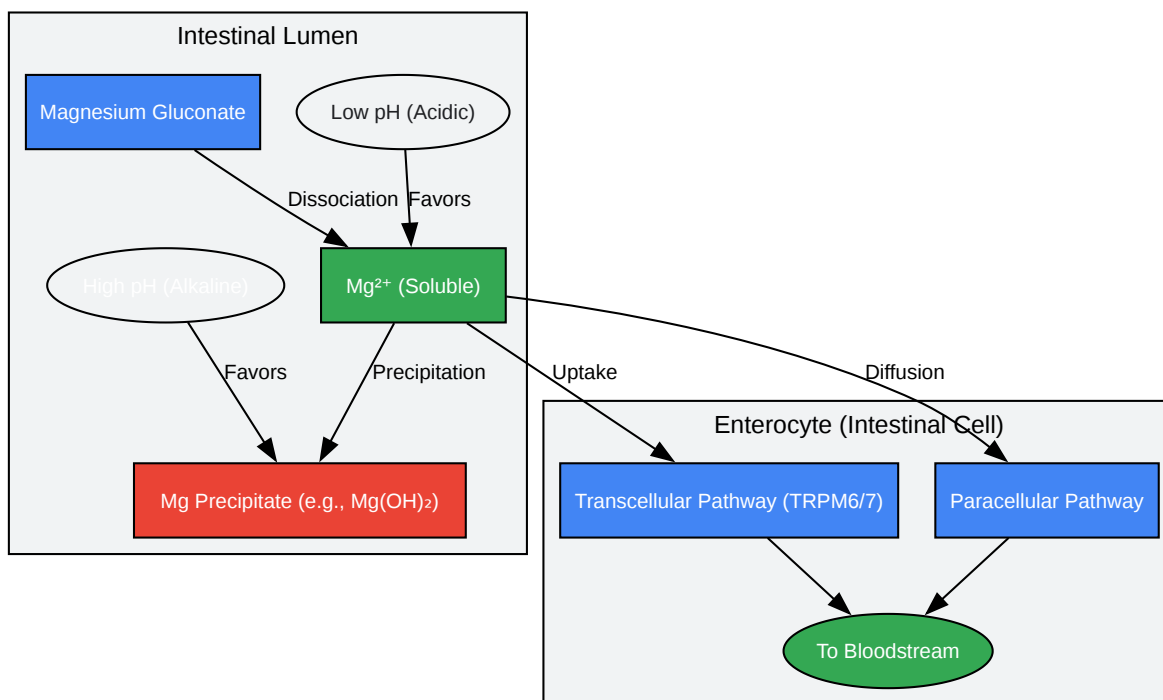 Intestinal Lumen
Magnesium Gluconate
Low pH (Acidic)
Dissociation
Favors
High pH (Alkaline)
Mg²⁺ (Soluble)
Favors
Precipitation
Uptake
Diffusion
Enterocyte (Intestinal Cell)
Mg Precipitate (e.g., Mg(OH)₂)
Transcellular Pathway (TRPM6/7)
Paracellular Pathway
To Bloodstream